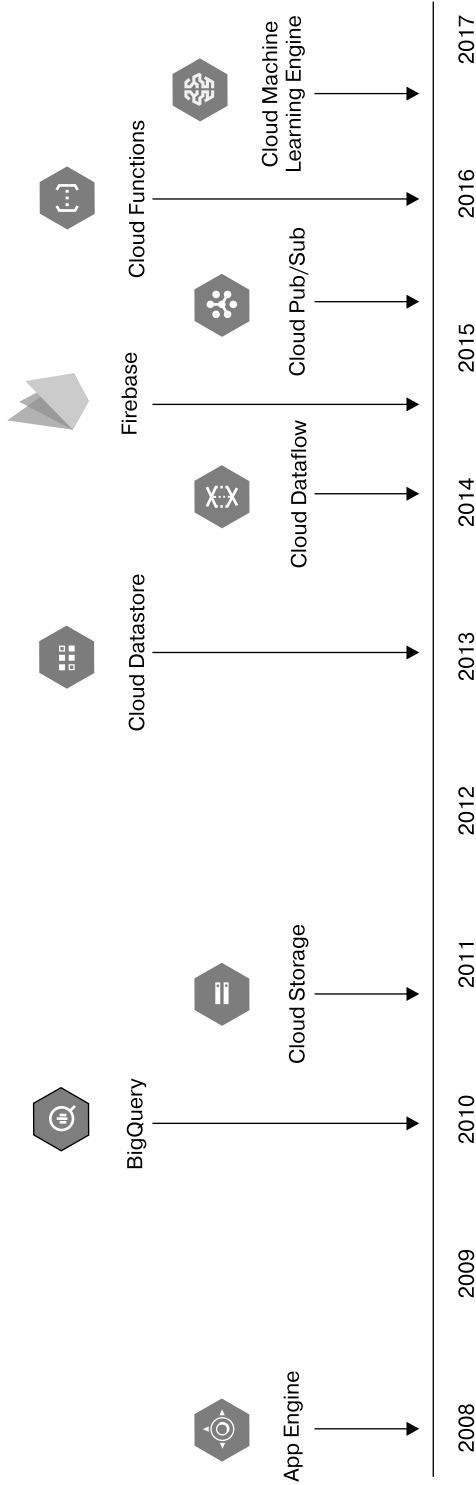 Cloud Functions
Firebase
Cloud Datastore
BigQuery
Cloud Machine
Learning Engine
Cloud Pub/Sub
Cloud Dataflow
Cloud Storage
App Engine
2008
2009
2010
2011
2012
2013
2014
2015
2016
2017